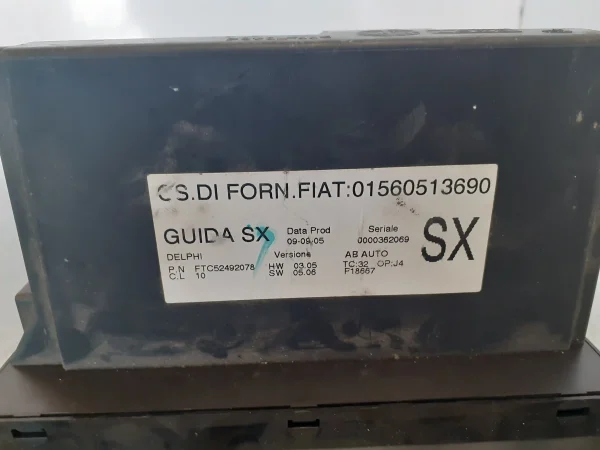 CS.DI FORN.FIAT:01560513690
GUIDA SX Data Prod Seriale SX
09-09-05 0000362069
DELPHI Versione AB AUTO
P.N FTC52492078 HW 03.05 TC:32 OP:J4
C.L 10 SW 05.06 F18667